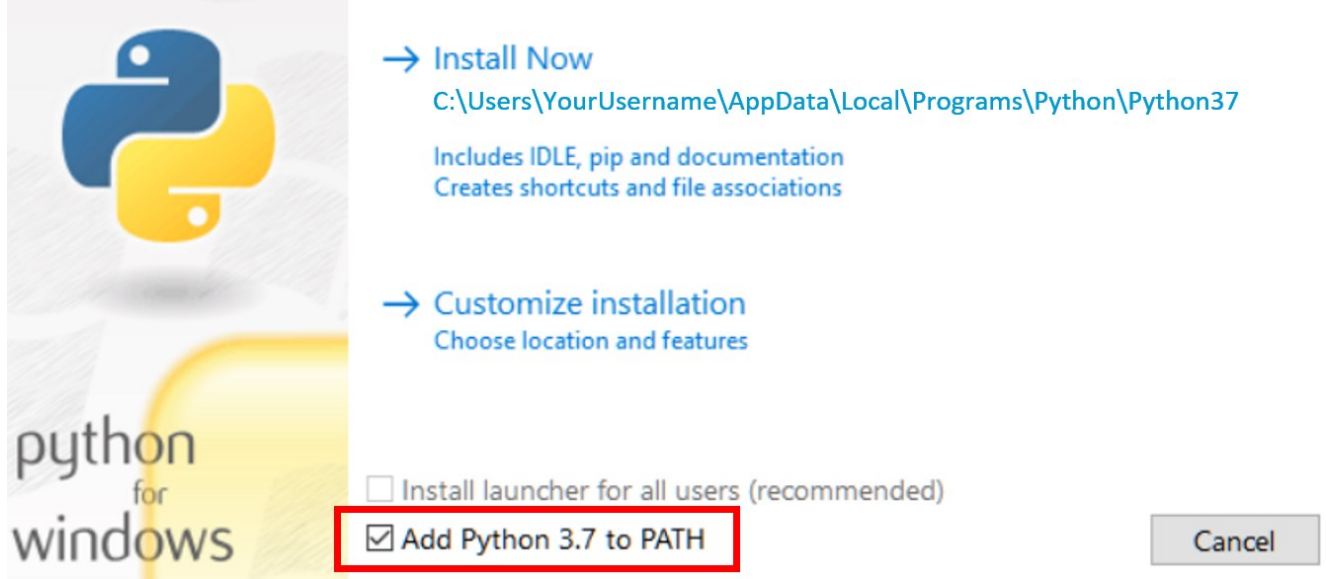 Install Now
C:\Users\YourUsername\AppData\Local\Programs\Python\Python37
Includes IDLE, pip and documentation
Creates shortcuts and file associations
Customize installation
Choose location and features
python
for
windows
Install launcher for all users (recommended)
Add Python 3.7 to PATH
Cancel